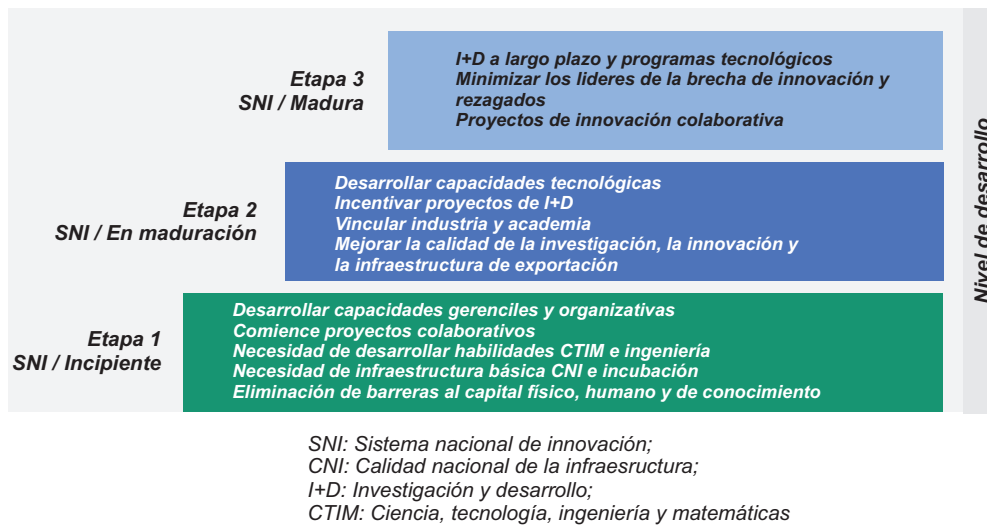 Etapa 3
SNI / Madura
I+D a largo plazo y programas tecnológicos
Minimizar los lideres de la brecha de innovación y
rezagados
Proyectos de innovación colaborativa
Etapa 2
SNI / En maduración
Desarrollar capacidades tecnológicas
Incentivar proyectos de I+D
Vincular industria y academia
Mejorar la calidad de la investigación, la innovación y
la infraestructura de exportación
Etapa 1
SNI / Incipiente
Desarrollar capacidades gerenciles y organizativas
Comience proyectos colaborativos
Necesidad de desarrollar habilidades CTIM e ingeniería
Necesidad de infraestructura básica CNI e incubación
Eliminación de barreras al capital físico, humano y de conocimiento
Nivel de desarrollo
SNI: Sistema nacional de innovación;
CNI: Calidad nacional de la infraesructura;
I+D: Investigación y desarrollo;
CTIM: Ciencia, tecnología, ingeniería y matemáticas